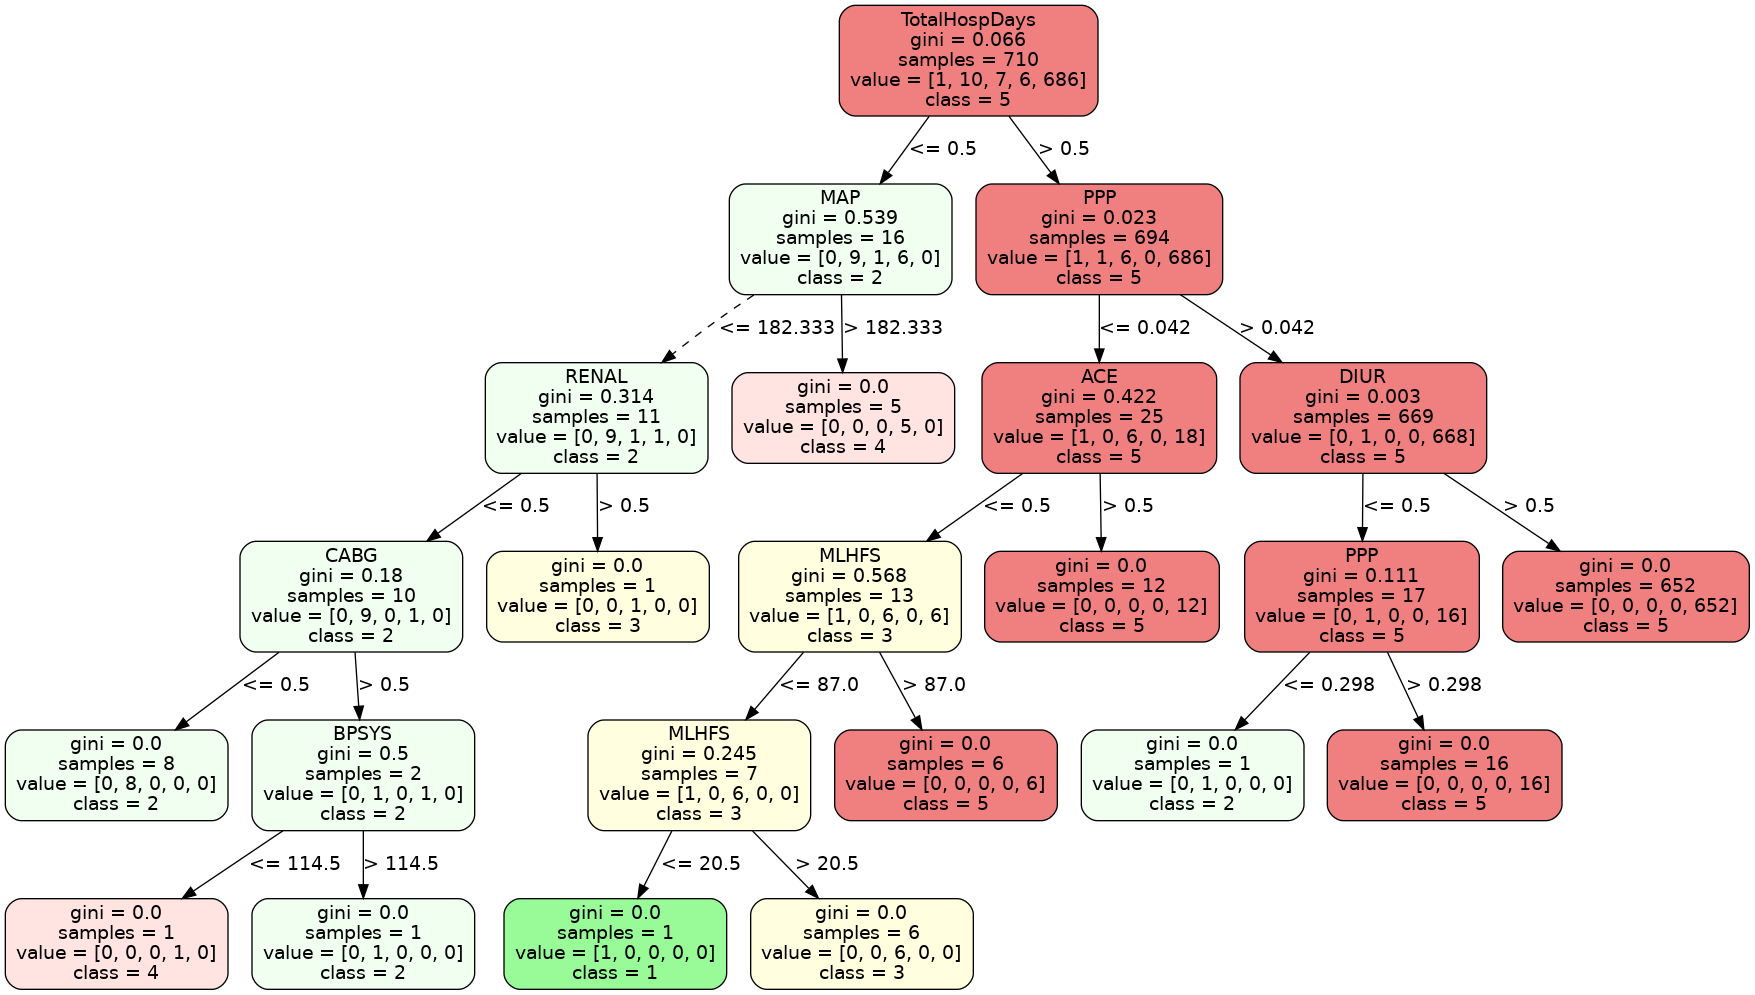 TotalHospDays
gini = 0.066
samples = 710
value = [1, 10, 7, 6, 686]
class = 5
<= 0.5
> 0.5
MAP
gini = 0.539
samples = 16
value = [0, 9, 1, 6, 0]
class = 2
PPP
gini = 0.023
samples = 694
value = [1, 1, 6, 0, 686]
class = 5
<= 182.333
> 182.333
<= 0.042
> 0.042
RENAL
gini = 0.314
samples = 11
value = [0, 9, 1, 1, 0]
class = 2
gini = 0.0
samples = 5
value = [0, 0, 0, 5, 0]
class = 4
ACE
gini = 0.422
samples = 25
value = [1, 0, 6, 0, 18]
class = 5
DIUR
gini = 0.003
samples = 669
value = [0, 1, 0, 0, 668]
class = 5
<= 0.5
> 0.5
<= 0.5
> 0.5
<= 0.5
> 0.5
CABG
gini = 0.18
samples = 10
value = [0, 9, 0, 1, 0]
class = 2
gini = 0.0
samples = 1
value = [0, 0, 1, 0, 0]
class = 3
MLHFS
gini = 0.568
samples = 13
value = [1, 0, 6, 0, 6]
class = 3
gini = 0.0
samples = 12
value = [0, 0, 0, 0, 12]
class = 5
PPP
gini = 0.111
samples = 17
value = [0, 1, 0, 0, 16]
class = 5
gini = 0.0
samples = 652
value = [0, 0, 0, 0, 652]
class = 5
<= 0.5
> 0.5
<= 87.0
> 87.0
<= 0.298
> 0.298
gini = 0.0
samples = 8
value = [0, 8, 0, 0, 0]
class = 2
BPSYS
gini = 0.5
samples = 2
value = [0, 1, 0, 1, 0]
class = 2
MLHFS
gini = 0.245
samples = 7
value = [1, 0, 6, 0, 0]
class = 3
gini = 0.0
samples = 6
value = [0, 0, 0, 0, 6]
class = 5
gini = 0.0
samples = 1
value = [0, 1, 0, 0, 0]
class = 2
gini = 0.0
samples = 16
value = [0, 0, 0, 0, 16]
class = 5
<= 114.5
> 114.5
<= 20.5
> 20.5
gini = 0.0
samples = 1
value = [0, 0, 0, 1, 0]
class = 4
gini = 0.0
samples = 1
value = [0, 1, 0, 0, 0]
class = 2
gini = 0.0
samples = 1
value = [1, 0, 0, 0, 0]
class = 1
gini = 0.0
samples = 6
value = [0, 0, 6, 0, 0]
class = 3